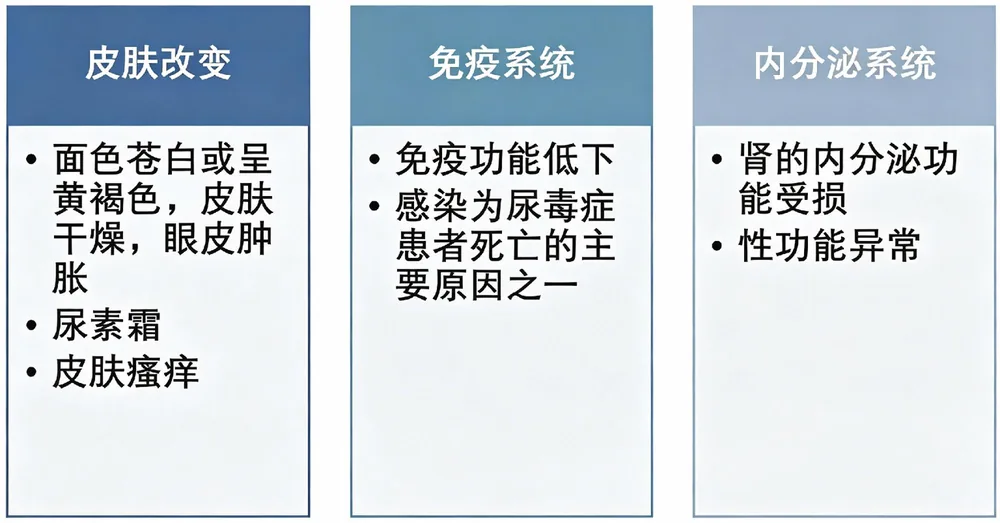 皮肤改变
• 面色苍白或呈
黄褐色，皮肤
干燥，眼皮肿
胀
• 尿素霜
• 皮肤瘙痒
免疫系统
• 免疫功能低下
• 感染为尿毒症
患者死亡的主
要原因之一
内分泌系统
• 肾的内分泌功
能受损
• 性功能异常